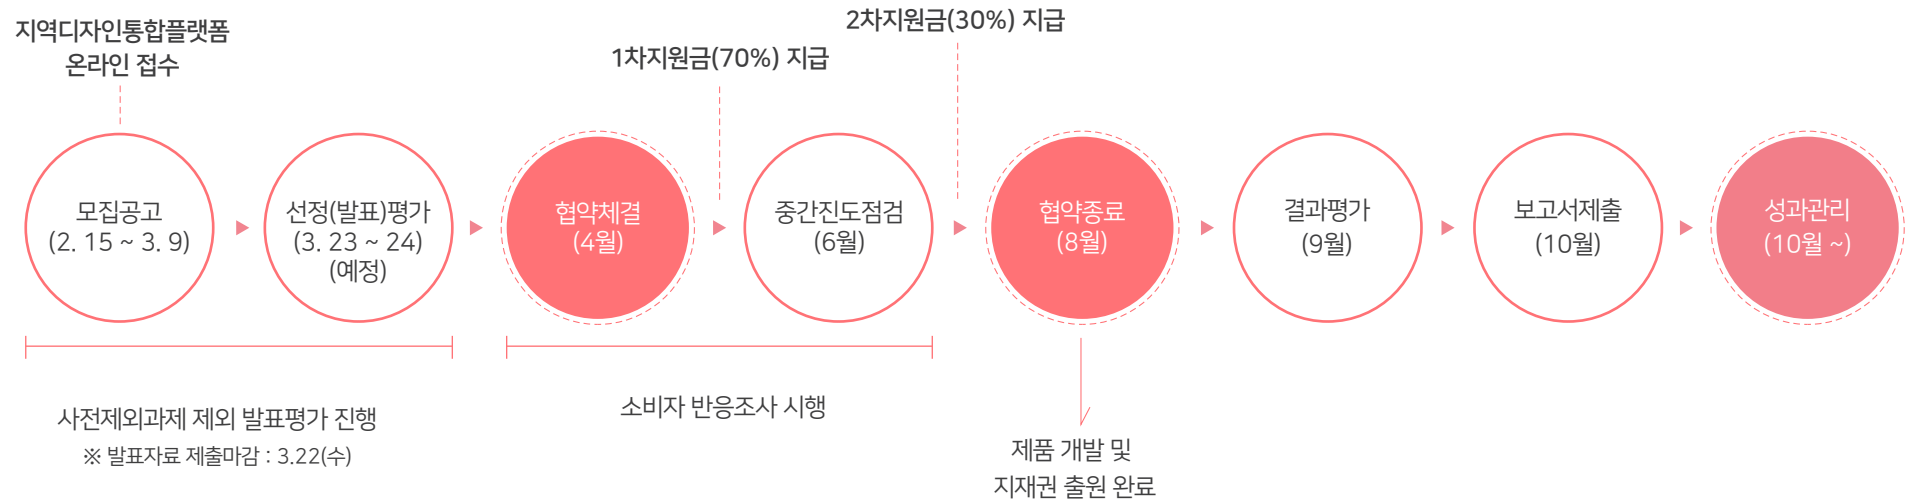 지역디자인통합플랫폼
온라인 접수
1차지원금(70%) 지급
2차지원금(30%) 지급
모집공고
(2. 15 ~ 3. 9)
선정(발표)평가
(3. 23 ~ 24)
(예정)
협약체결
(4월)
중간진도점검
(6월)
협약종료
(8월)
결과평가
(9월)
보고서제출
(10월)
성과관리
(10월 ~)
사전제외과제 제외 발표평가 진행
※ 발표자료 제출마감 : 3.22(수)
소비자 반응조사 시행
제품 개발 및
지재권 출원 완료